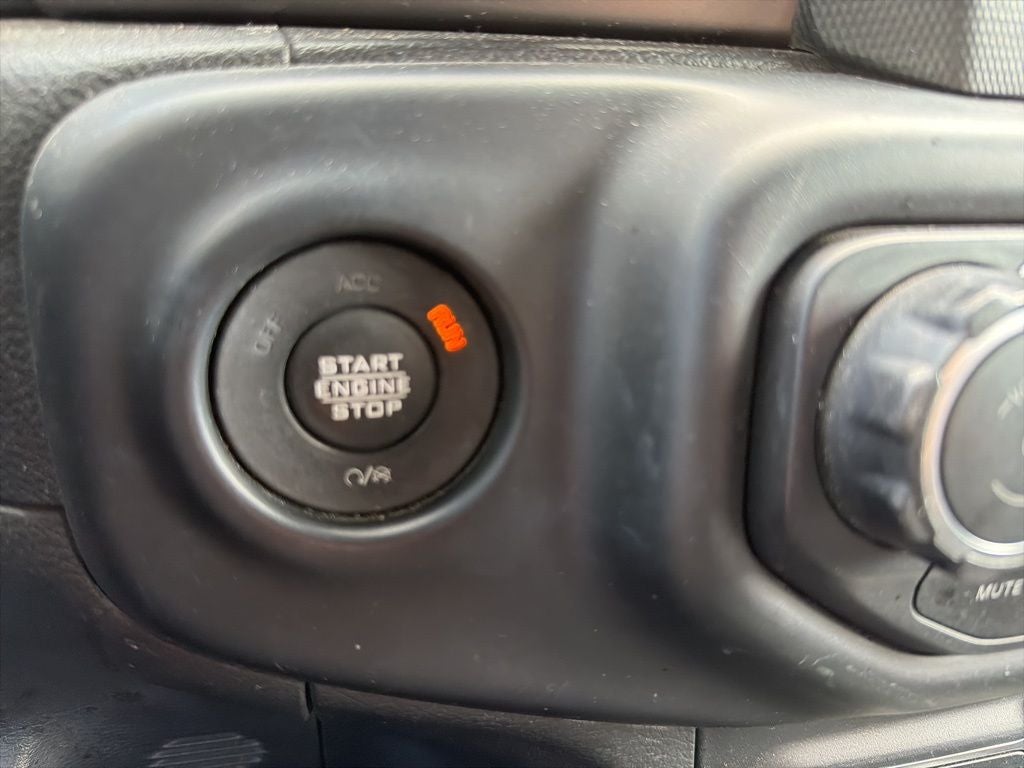 ACC
OFF
RUN
START
ENGINE
STOP
MUTE